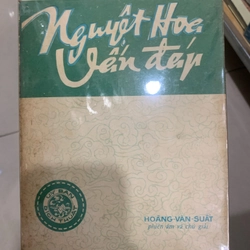 Nguyệt Hoa
Vấn đáp
HOÀNG-VĂN-SUẤT
phiên âm và chú giải